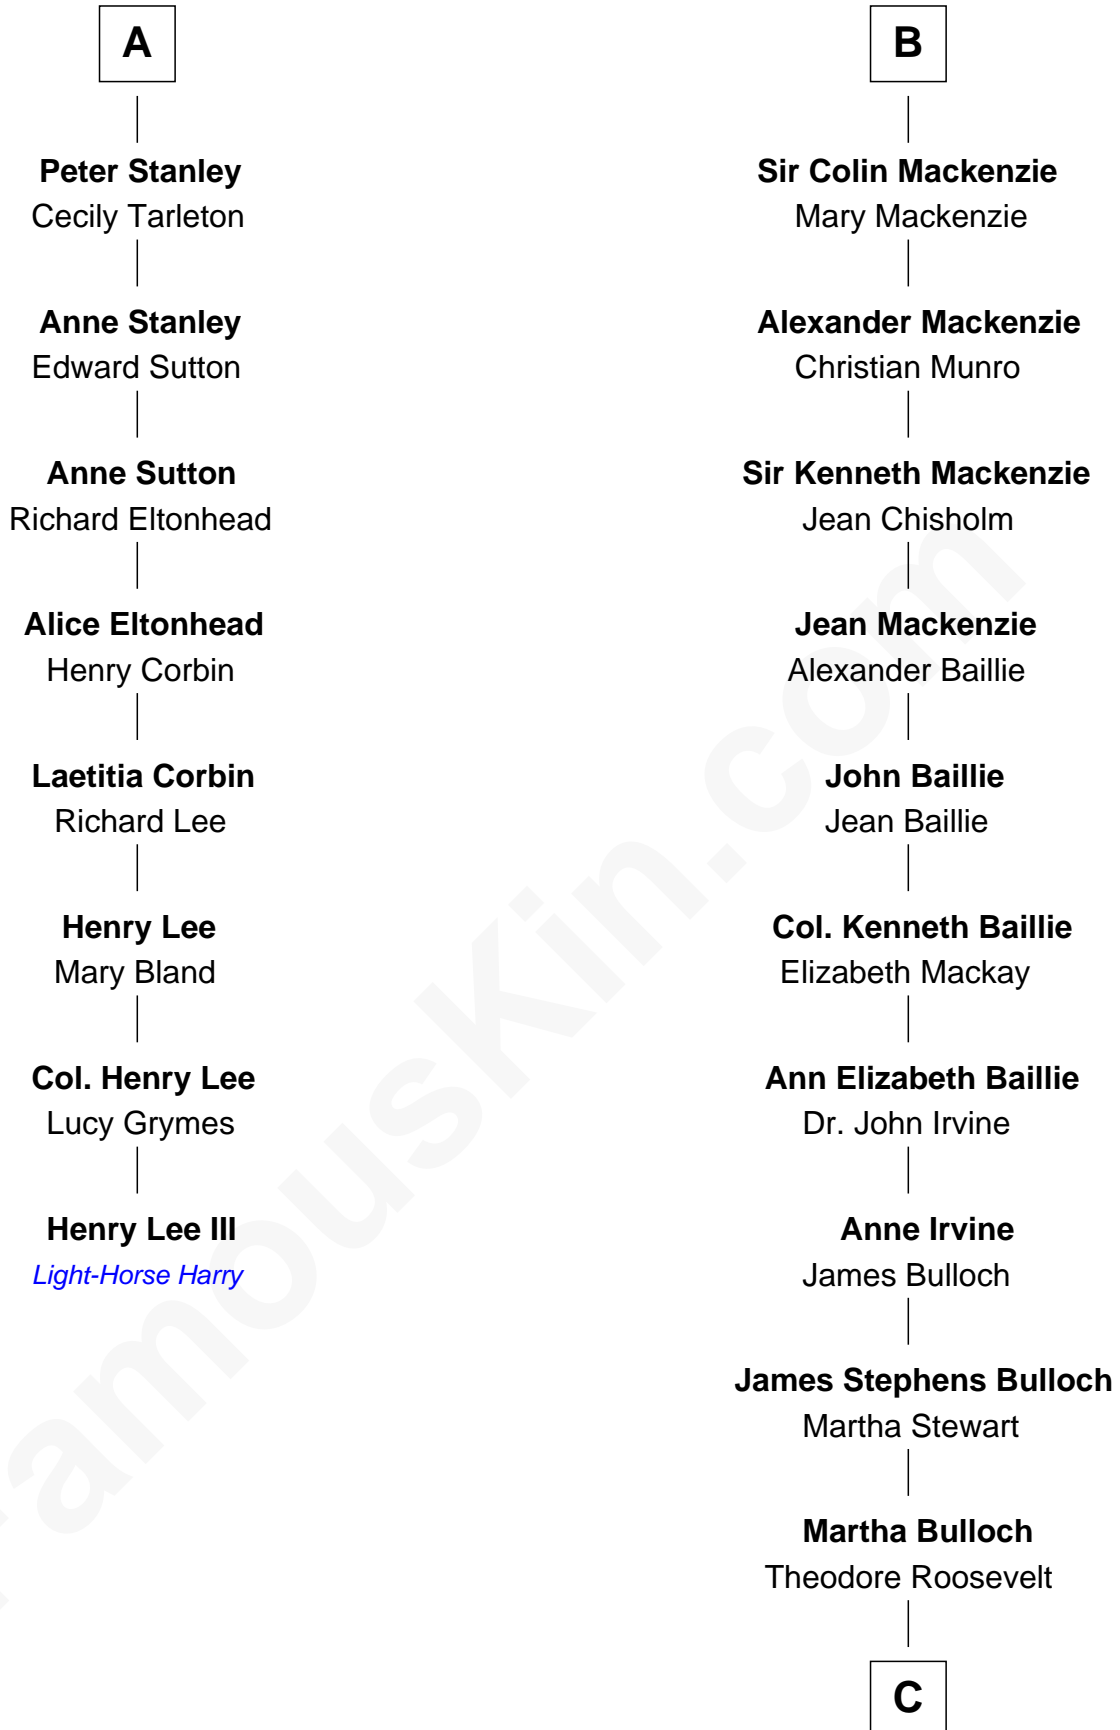 A
Peter Stanley
Cecily Tarleton
Anne Stanley
Edward Sutton
Anne Sutton
Richard Eltonhead
Alice Eltonhead
Henry Corbin
Laetitia Corbin
Richard Lee
Henry Lee
Mary Bland
Col. Henry Lee
Lucy Grymes
Henry Lee III
Light-Horse Harry
B
Sir Colin Mackenzie
Mary Mackenzie
Alexander Mackenzie
Christian Munro
Sir Kenneth Mackenzie
Jean Chisholm
Jean Mackenzie
Alexander Baillie
John Baillie
Jean Baillie
Col. Kenneth Baillie
Elizabeth Mackay
Ann Elizabeth Baillie
Dr. John Irvine
Anne Irvine
James Bulloch
James Stephens Bulloch
Martha Stewart
Martha Bulloch
Theodore Roosevelt
C
FamousKin.com